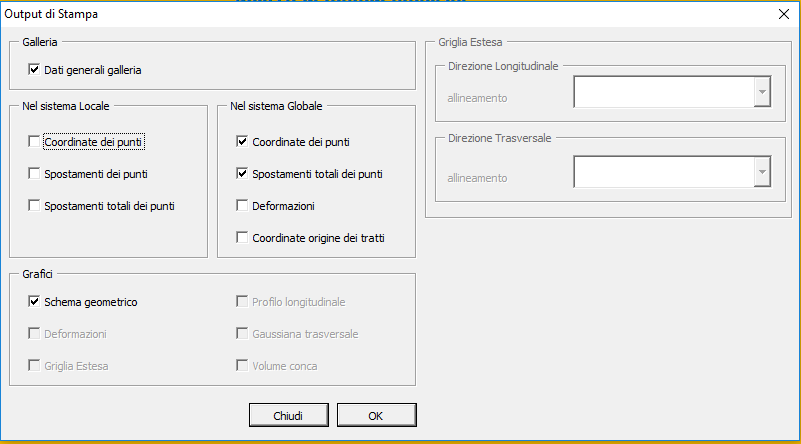 Output di Stampa
Galleria
Dati generali galleria
Nel sistema Locale
Coordinate dei punti
Spostamenti dei punti
Spostamenti totali dei punti
Nel sistema Globale
Coordinate dei punti
Spostamenti totali dei punti
Deformazioni
Coordinate origine dei tratti
Grafici
Schema geometrico
Deformazioni
Griglia Estesa
Profilo longitudinale
Gaussiana trasversale
Volume conca
Griglia Estesa
Direzione Longitudinale
allineamento
Direzione Trasversale
allineamento
Chiudi
OK